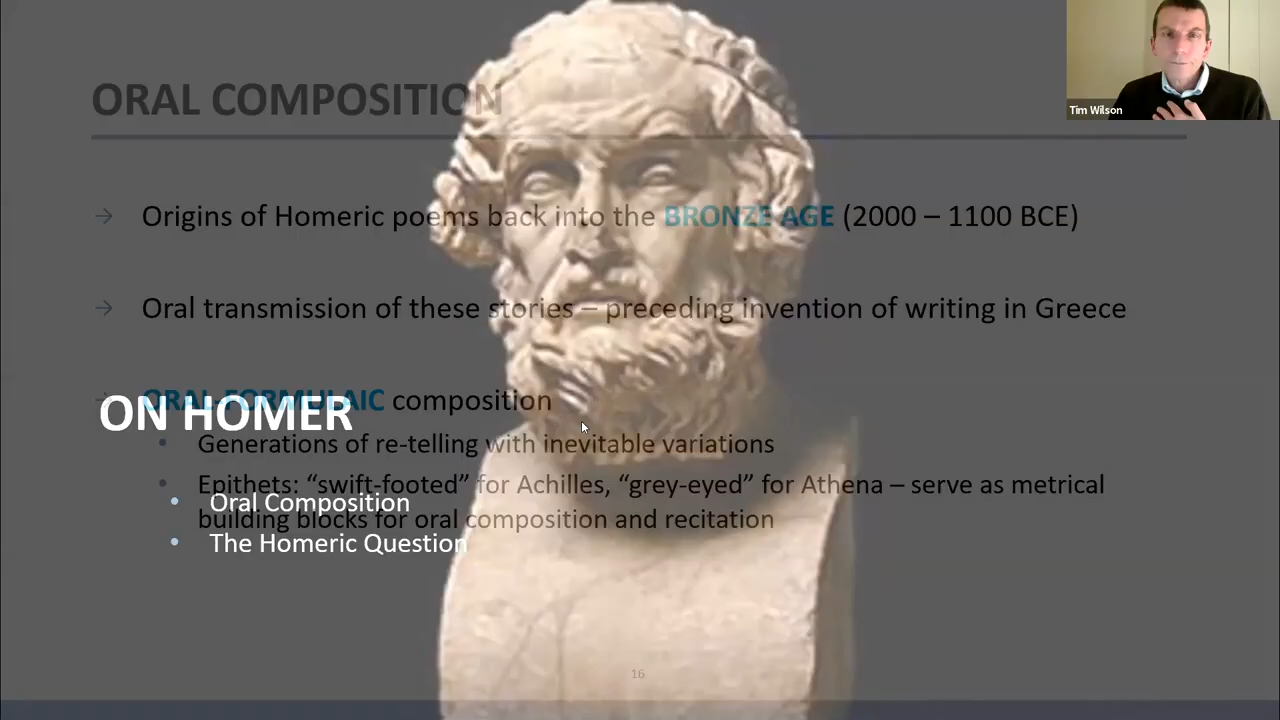 ORAL COMPOSITION
Tim Wilson
→ Origins of Homeric poems back into the BRONZE AGE (2000 – 1100 BCE)
→ Oral transmission of these stories – preceding invention of writing in Greece
→ ORAL-FORMULAIC composition
ON HOMER
• Generations of re-telling with inevitable variations
• Epithets: “swift-footed” for Achilles, “grey-eyed” for Athena – serve as metrical
• Oral Composition
building blocks for oral composition and recitation
• The Homeric Question
16